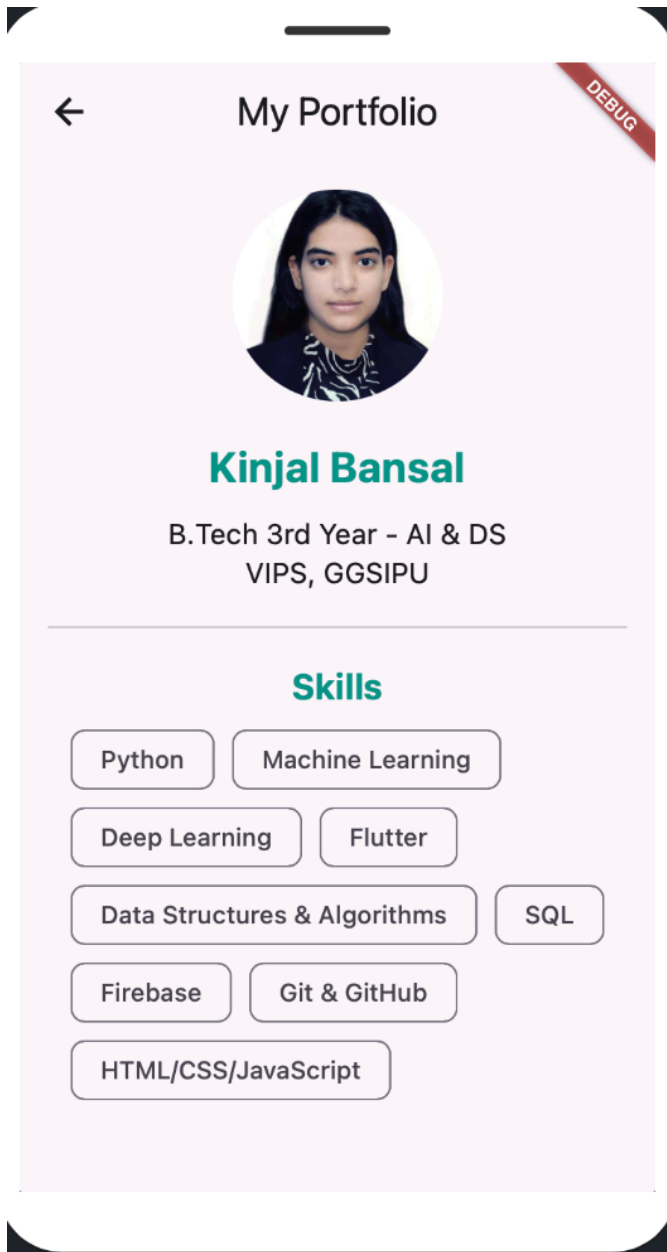 My Portfolio
DEBUG
Kinjal Bansal
B.Tech 3rd Year - AI & DS
VIPS, GGSIPU
Skills
Python
Machine Learning
Deep Learning
Flutter
Data Structures & Algorithms
SQL
Firebase
Git & GitHub
HTML/CSS/JavaScript